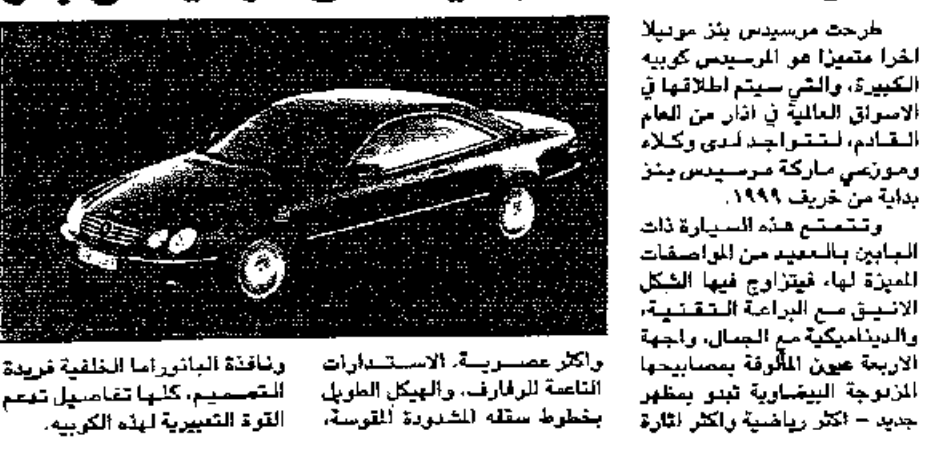 طرحت مرسيدس بنز موديلا
اخرا متميزا هو المرسيدس كوبيه
الكبيرة، والتي سيتم اطلاقها في
الاسواق العالمية في اذار من العام
القادم، لتتواجد لدى وكلاء
وموزعي ماركة مرسيدس بنز
بداية من خريف ١٩٩٩.
وتتمتع هذه السيارة ذات
البابين بالعديد من المواصفات
المميزة لها، فيتزاوج فيها الشكل
الانيق مع البراعة التقنية،
والديناميكية مع الجمال، واجهة
الاربعة عيون المألوفة بمصابيحها
المزدوجة البيضاوية تبدو بمظهر
جديد – اكثر رياضية واكثر اثارة
واكثر عصرية. الاستدارات
الناعمة للرفارف، والهيكل الطويل
بخطوط سقفه المشدودة المقوسة،
ونافذة البانوراما الخلفية فريدة
التصميم، كلها تفاصيل تدعم
القوة التعبيرية لهذه الكوبيه.